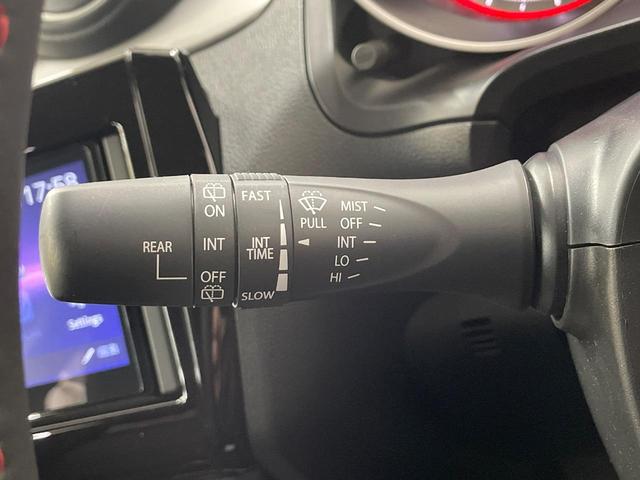 17:58
Settings
REAR
ON
INT
OFF
FAST
INT
TIME
SLOW
PULL
MIST
OFF
INT
LO
HI